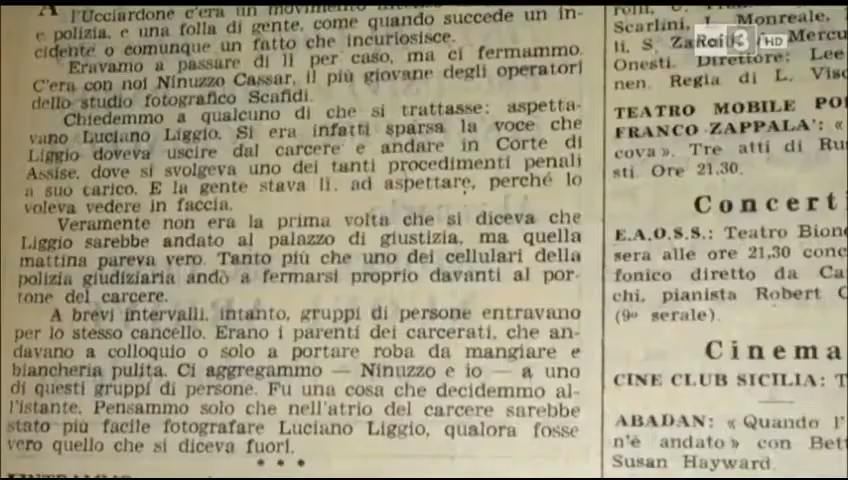 l'Ucciardone c'era un movimento
e polizia, e una folla di gente, come quando succede un in-
cidente o comunque un fatto che incuriosisce.
Eravamo a passare di lì per caso, ma ci fermammo.
C'era con noi Ninuzzo Cassar, il più giovane degli operatori
dello studio fotografico Scafidi.
Chiedemmo a qualcuno di che si trattasse: aspetta-
vano Luciano Liggio. Si era infatti sparsa la voce che
Liggio doveva uscire dal carcere e andare in Corte di
Assise, dove si svolgeva uno dei tanti procedimenti penali
a suo carico. E la gente stava lì, ad aspettare, perché lo
voleva vedere in faccia.
Veramente non era la prima volta che si diceva che
Liggio sarebbe andato al palazzo di giustizia, ma quella
mattina pareva vero. Tanto più che uno dei cellulari della
polizia giudiziaria andò a fermarsi proprio davanti al por-
tone del carcere.
A brevi intervalli, intanto, gruppi di persone entravano
per lo stesso cancello. Erano i parenti dei carcerati, che an-
davano a colloquio o solo a portare roba da mangiare e
biancheria pulita. Ci aggregammo — Ninuzzo e io — a uno
di questi gruppi di persone. Fu una cosa che decidemmo al-
l'istante. Pensammo solo che nell'atrio del carcere sarebbe
stato più facile fotografare Luciano Liggio, qualora fosse
vero quello che si diceva fuori.
* * *
Scarlini, L. Monreale,
li, S.
Onesti. Direttore: Lee
nen. Regia di L. Visc
TEATRO MOBILE PO
FRANCO ZAPPALA': «
cova». Tre atti di Rus
sti. Ore 21,30.
Concerti
E.A.O.SS.: Teatro Bion
sera alle ore 21,30 conc
fonico diretto da Ca
chi, pianista Robert C
(9º serale).
Cinema
CINE CLUB SICILIA: T
ABADAN: « Quando l'
n'è andato » con Bett
Susan Hayward.
Rai 3 HD